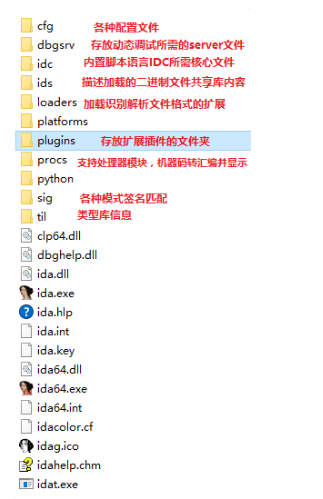 cfg 各种配置文件
dbgsrv 存放动态调试所需的server文件
idc 内置脚本语言IDC所需核心文件
ids 描述加载的二进制文件共享库内容
loaders 加载识别解析文件格式的扩展
platforms
plugins 存放扩展插件的文件夹
procs 支持处理器模块，机器码转汇编并显示
python
sig 各种模式签名匹配
til 类型库信息
clp64.dll
dbghelp.dll
ida.dll
ida.exe
ida.hlp
ida.int
ida.key
ida64.dll
ida64.exe
ida64.int
idacolor.cf
idag.ico
idahelp.chm
idat.exe